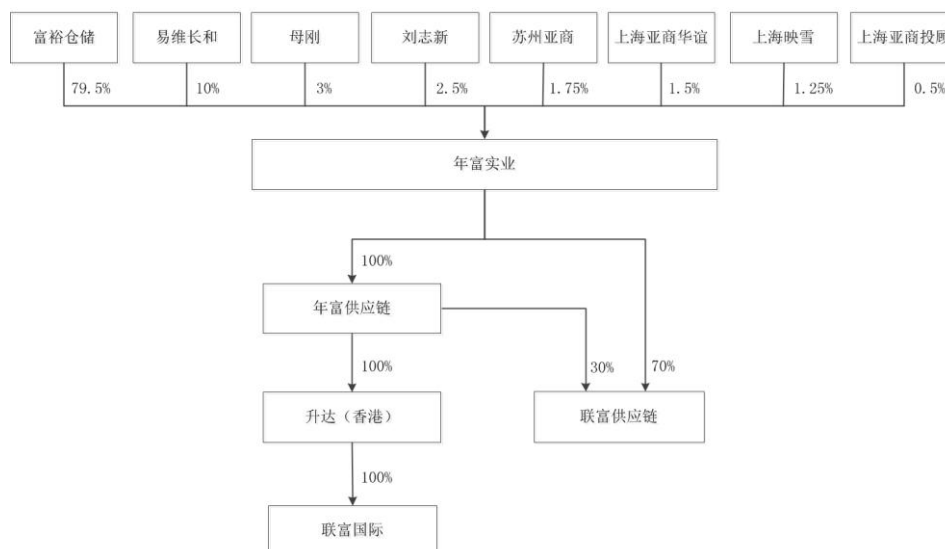 富裕仓储
易维长和
母刚
刘志新
苏州亚商
上海亚商华谊
上海映雪
上海亚商投顾
79.5%
10%
3%
2.5%
1.75%
1.5%
1.25%
0.5%
年富实业
100%
年富供应链
100%
30%
70%
升达（香港）
联富供应链
100%
联富国际